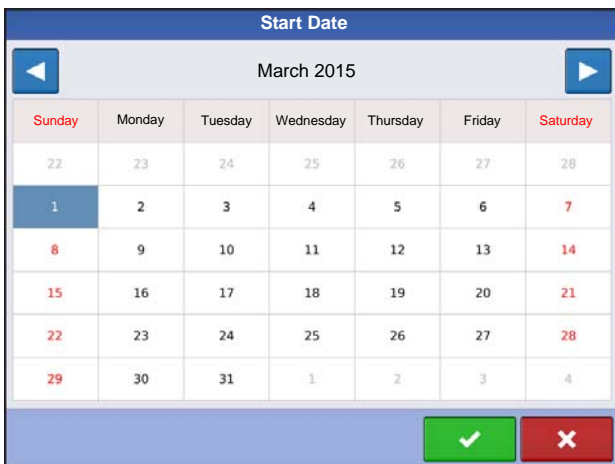 Start Date
March 2015
Sunday Monday Tuesday Wednesday Thursday Friday Saturday
22 23 24 25 26 27 28
1 2 3 4 5 6 7
8 9 10 11 12 13 14
15 16 17 18 19 20 21
22 23 24 25 26 27 28
29 30 31 1 2 3 4